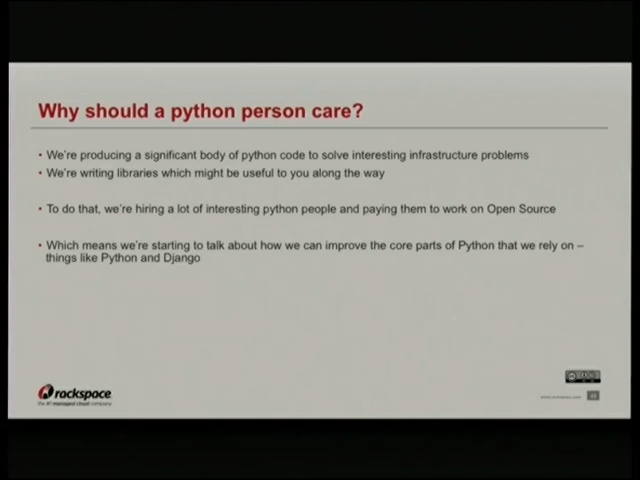 Why should a python person care?
• We're producing a significant body of python code to solve interesting infrastructure problems
• We're writing libraries which might be useful to you along the way
• To do that, we're hiring a lot of interesting python people and paying them to work on Open Source
• Which means we're starting to talk about how we can improve the core parts of Python that we rely on –
things like Python and Django
rackspace
the #1 managed cloud company
www.rackspace.com